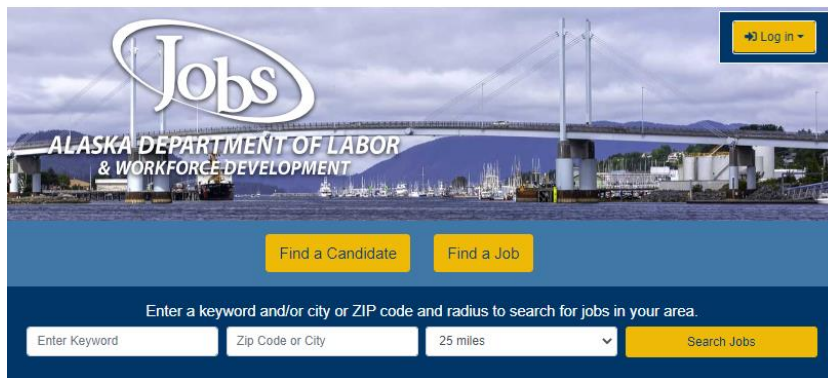 Log in
Jobs
ALASKA DEPARTMENT OF LABOR
& WORKFORCE DEVELOPMENT
Find a Candidate
Find a Job
Enter a keyword and/or city or ZIP code and radius to search for jobs in your area.
Enter Keyword
Zip Code or City
25 miles
Search Jobs